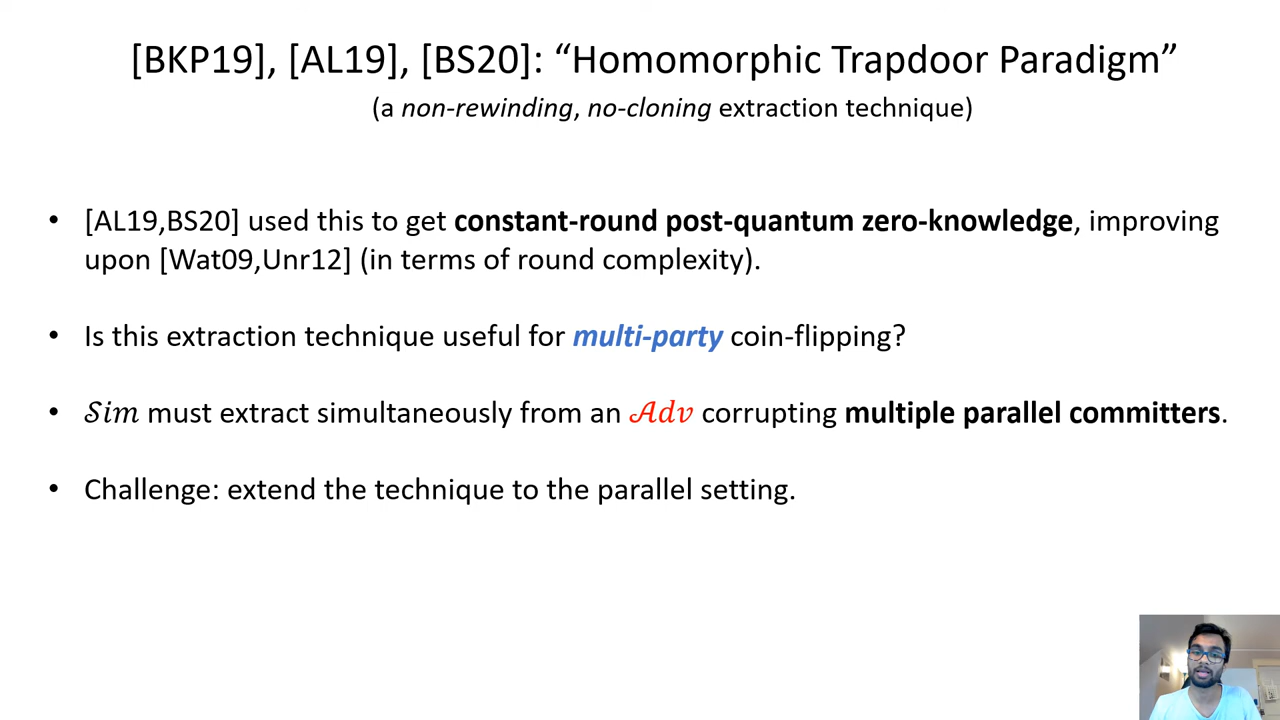 [BKP19], [AL19], [BS20]: “Homomorphic Trapdoor Paradigm”
(a non-rewinding, no-cloning extraction technique)
• [AL19,BS20] used this to get constant-round post-quantum zero-knowledge, improving
upon [Wat09,Unr12] (in terms of round complexity).
• Is this extraction technique useful for multi-party coin-flipping?
• 𝒮𝑖𝑚 must extract simultaneously from an 𝒜𝑑𝑣 corrupting multiple parallel committers.
• Challenge: extend the technique to the parallel setting.